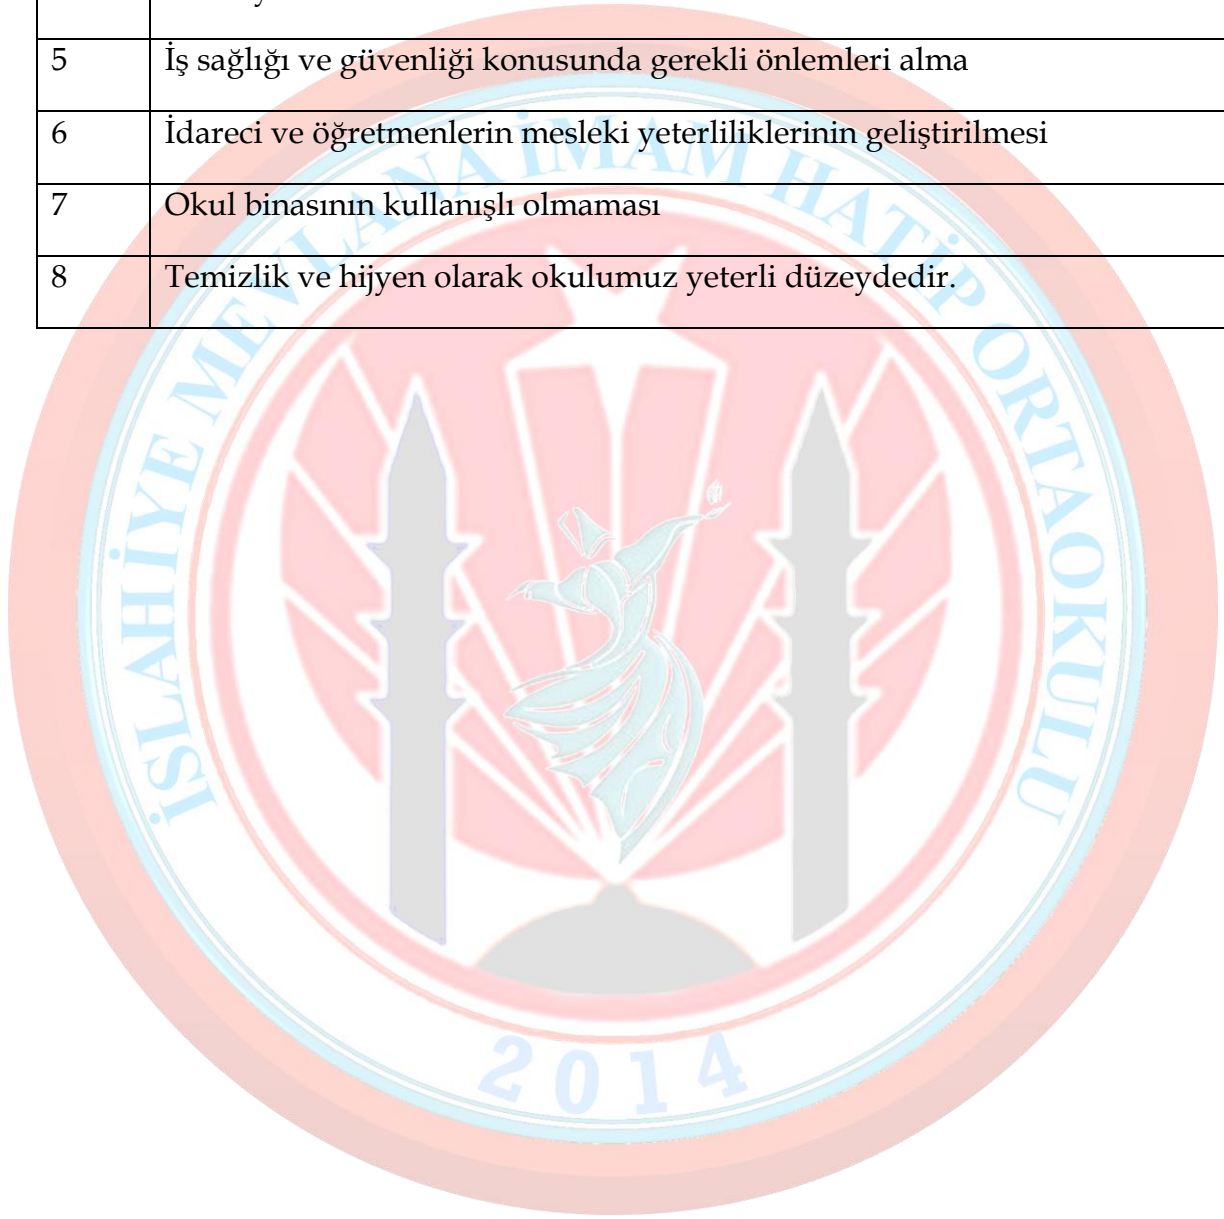 5 İş sağlığı ve güvenliği konusunda gerekli önlemleri alma
6 İdareci ve öğretmenlerin mesleki yeterliliklerinin geliştirilmesi
7 Okul binasının kullanışlı olmaması
8 Temizlik ve hijyen olarak okulumuz yeterli düzeydedir.
İSLAHİYE MEVLANA İMAM HATİP ORTAOKULU
2014